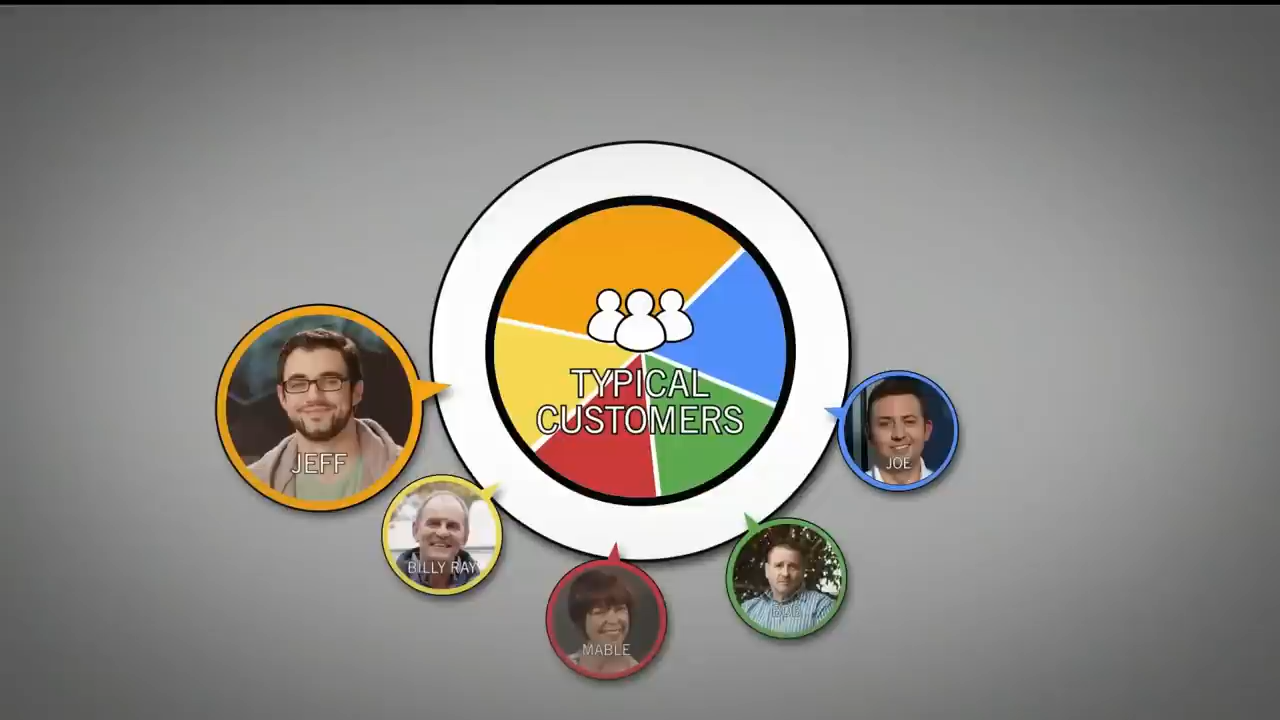 TYPICAL
CUSTOMERS
JEFF
BILLY RAY
MABLE
JOE